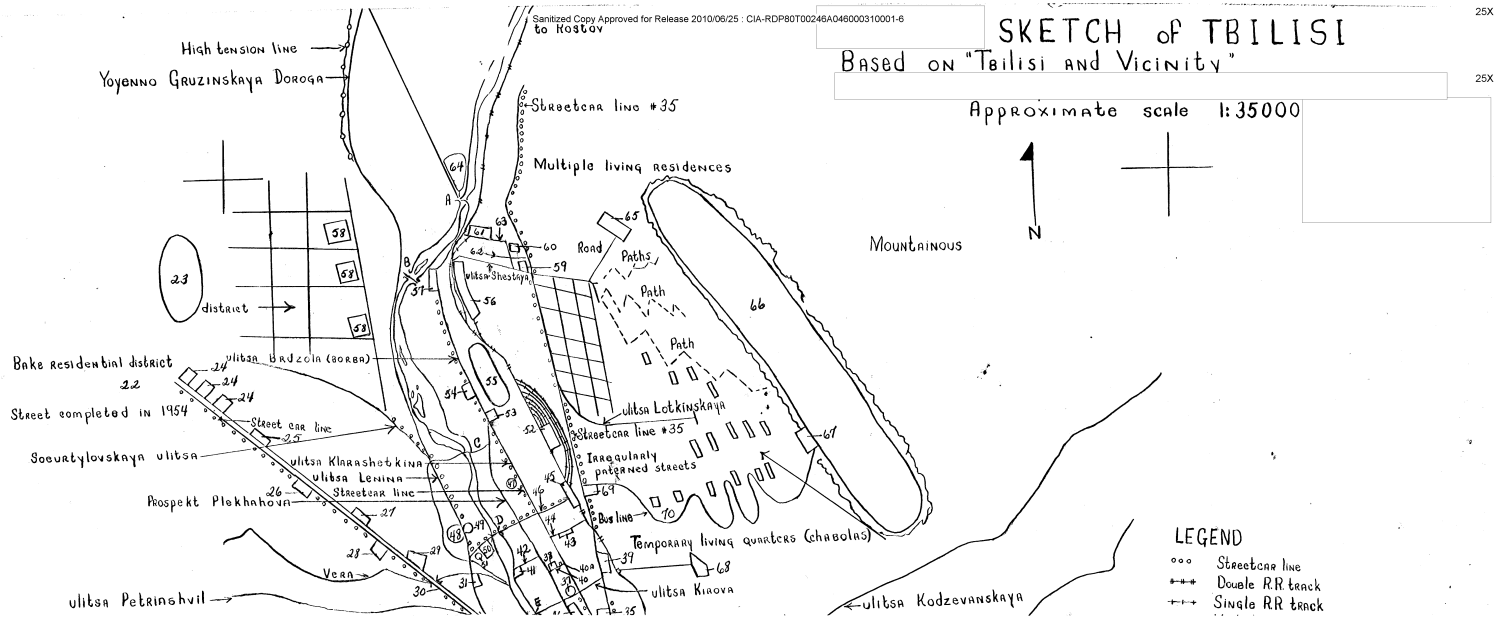 Sanitized Copy Approved for Release 2010/06/25 : CIA-RDP80T00246A046000310001-6
25X
to Rostov
SKETCH of TBILISI
Based on "Tbilisi and Vicinity"
25X
Approximate scale 1:35000
High tension line
Yoyenno Gruzinskaya Doroga
Streetcar line #35
Multiple living residences
64
A
N
Mountainous
58
63
61
65
60
Road
62
59
Paths
ulitsa Shestaya
B
23
58
57
56
Path
66
district
58
Path
ulitsa Bruzola (Borba)
Bake residential district
22
24
24
24
55
54
53
Street completed in 1954
Street car line
25
ulitsa Lotkinskaya
52
Streetcar line #35
67
C
Soeurtylovskaya ulitsa
ulitsa Klarashetkina
ulitsa Lenina
Streetcar line
Irregularly
paterned streets
45
46
26
Prospekt Plekhahova
69
70
Bus line
27
D
48
49
50
44
43
Temporary living quarters (chabolas)
28
29
42
41
38
39
40A
40
68
Vera
30
31
37
ulitsa Kirova
E
35
ulitsa Petrinshvil
ulitsa Kodzevanskaya
LEGEND
Streetcar line
Double R.R. track
Single R.R. track